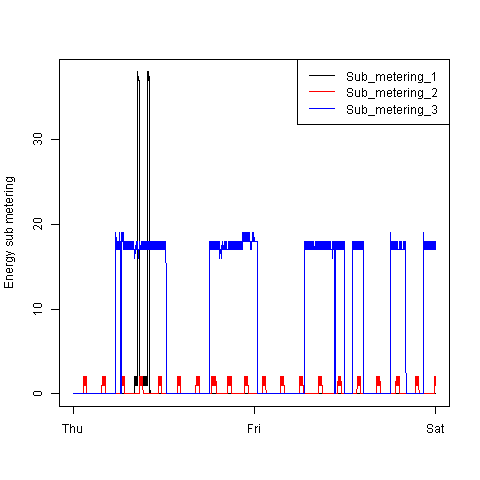 Sub_metering_1
Sub_metering_2
Sub_metering_3
Energy sub metering
30
20
10
0
Thu Fri Sat